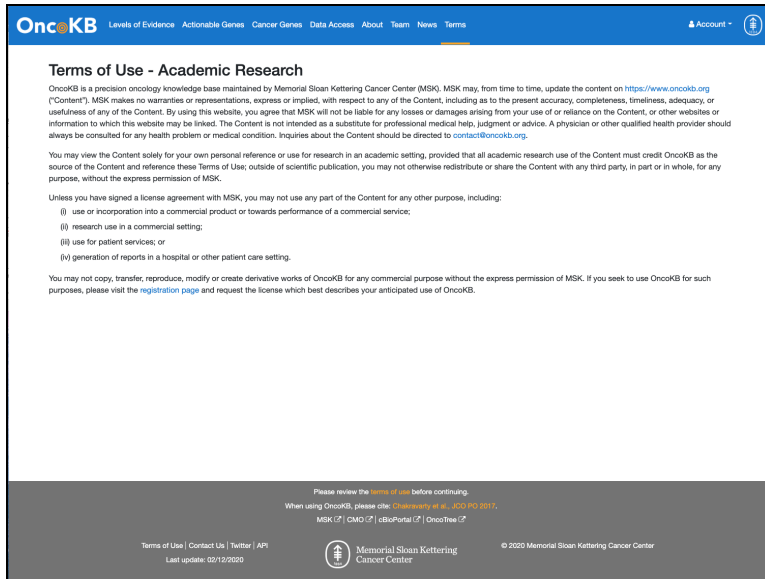 OncoKB Levels of Evidence Actionable Genes Cancer Genes Data Access About Team News Terms Account
Terms of Use - Academic Research
OncoKB is a precision oncology knowledge base maintained by Memorial Sloan Kettering Cancer Center (MSK). MSK may, from time to time, update the content on https://www.oncokb.org
("Content"). MSK makes no warranties or representations, express or implied, with respect to any of the Content, including as to the present accuracy, completeness, timeliness, adequacy, or
usefulness of any of the Content. By using this website, you agree that MSK will not be liable for any losses or damages arising from your use of or reliance on the Content, or other websites or
information to which this website may be linked. The Content is not intended as a substitute for professional medical help, judgment or advice. A physician or other qualified health provider should
always be consulted for any health problem or medical condition. Inquiries about the Content should be directed to contact@oncokb.org.
You may view the Content solely for your own personal reference or use for research in an academic setting, provided that all academic research use of the Content must credit OncoKB as the
source of the Content and reference these Terms of Use; outside of scientific publication, you may not otherwise redistribute or share the Content with any third party, in part or in whole, for any
purpose, without the express permission of MSK.
Unless you have signed a license agreement with MSK, you may not use any part of the Content for any other purpose, including:
(i) use or incorporation into a commercial product or towards performance of a commercial service;
(ii) research use in a commercial setting;
(iii) use for patient services; or
(iv) generation of reports in a hospital or other patient care setting.
You may not copy, transfer, reproduce, modify or create derivative works of OncoKB for any commercial purpose without the express permission of MSK. If you seek to use OncoKB for such
purposes, please visit the registration page and request the license which best describes your anticipated use of OncoKB.
Please review the terms of use before continuing.
When using OncoKB, please cite: Chakravarty et al., JCO PO 2017.
MSK | CMO | cBioPortal | OncoTree
Terms of Use | Contact Us | Twitter | API
Last update: 02/12/2020
Memorial Sloan Kettering
Cancer Center
© 2020 Memorial Sloan Kettering Cancer Center